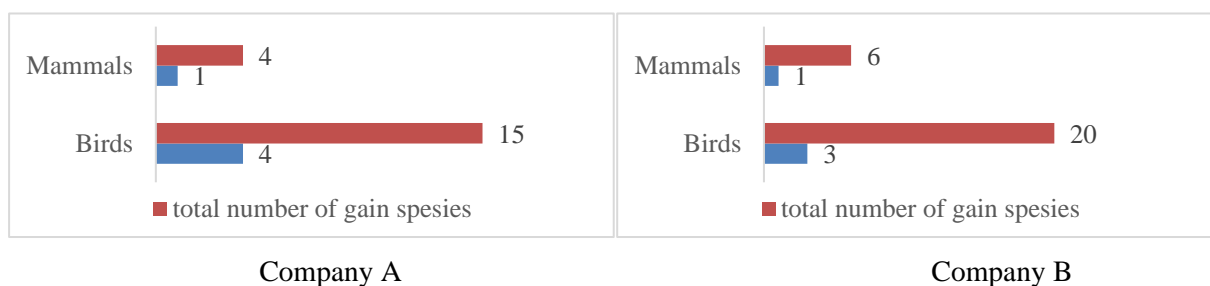 Mammals 4
1
Birds 15
4
total number of gain spesies
Company A
Mammals 6
1
Birds 20
3
total number of gain spesies
Company B